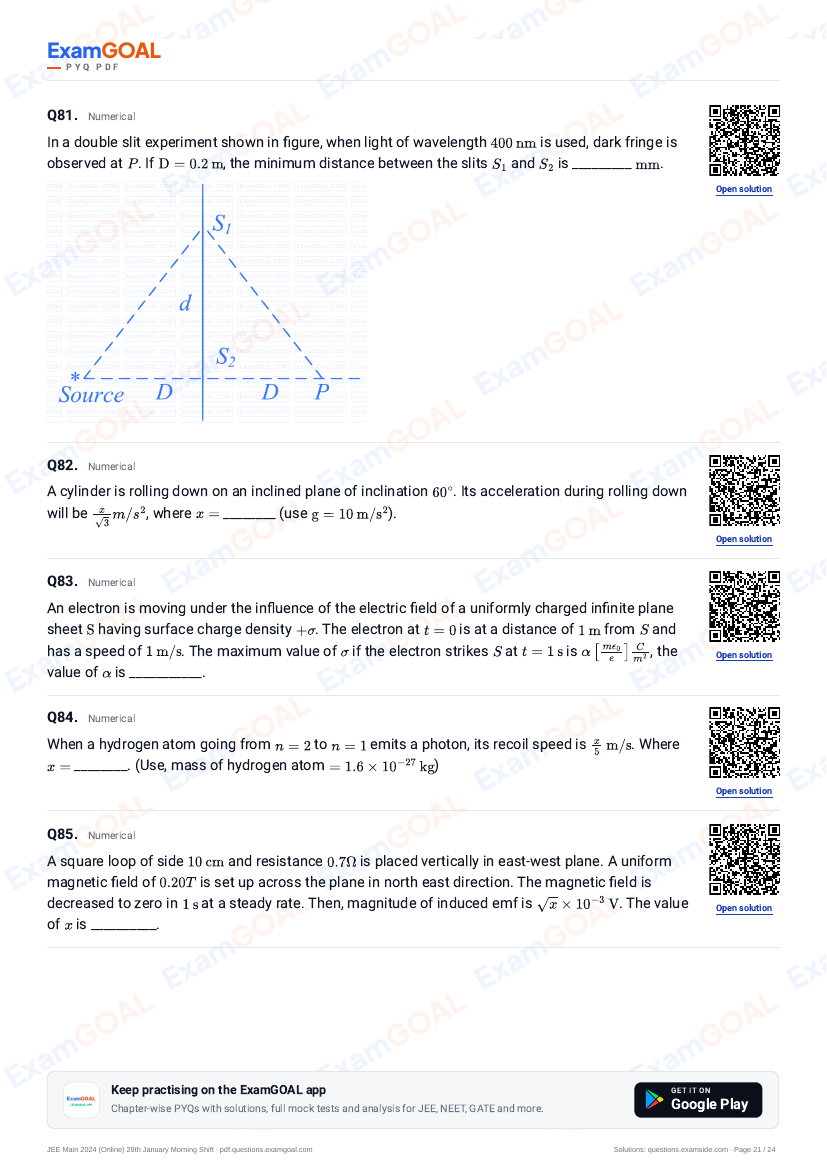 ExamGOAL
PYQ PDF
Q81. Numerical
In a double slit experiment shown in figure, when light of wavelength 400 nm is used, dark fringe is
observed at P. If D = 0.2 m, the minimum distance between the slits S₁ and S₂ is _________ mm.
Open solution
S₁
d
S₂
* Source D D P
Q82. Numerical
A cylinder is rolling down on an inclined plane of inclination 60°. Its acceleration during rolling down
will be x/√3 m/s², where x = ________ (use g = 10 m/s²).
Open solution
Q83. Numerical
An electron is moving under the influence of the electric field of a uniformly charged infinite plane
sheet S having surface charge density +σ. The electron at t = 0 is at a distance of 1 m from S and
has a speed of 1 m/s. The maximum value of σ if the electron strikes S at t = 1 s is α [mϵ₀/e] C/m², the
value of α is ___________.
Open solution
Q84. Numerical
When a hydrogen atom going from n = 2 to n = 1 emits a photon, its recoil speed is x/5 m/s. Where
x = ________. (Use, mass of hydrogen atom = 1.6 × 10⁻²⁷ kg)
Open solution
Q85. Numerical
A square loop of side 10 cm and resistance 0.7Ω is placed vertically in east-west plane. A uniform
magnetic field of 0.20T is set up across the plane in north east direction. The magnetic field is
decreased to zero in 1 s at a steady rate. Then, magnitude of induced emf is √x × 10⁻³ V. The value
of x is __________.
Open solution
Keep practising on the ExamGOAL app
Chapter-wise PYQs with solutions, full mock tests and analysis for JEE, NEET, GATE and more.
GET IT ON
Google Play
JEE Main 2024 (Online) 29th January Morning Shift · pdf.questions.examgoal.com
Solutions: questions.examside.com · Page 21 / 24